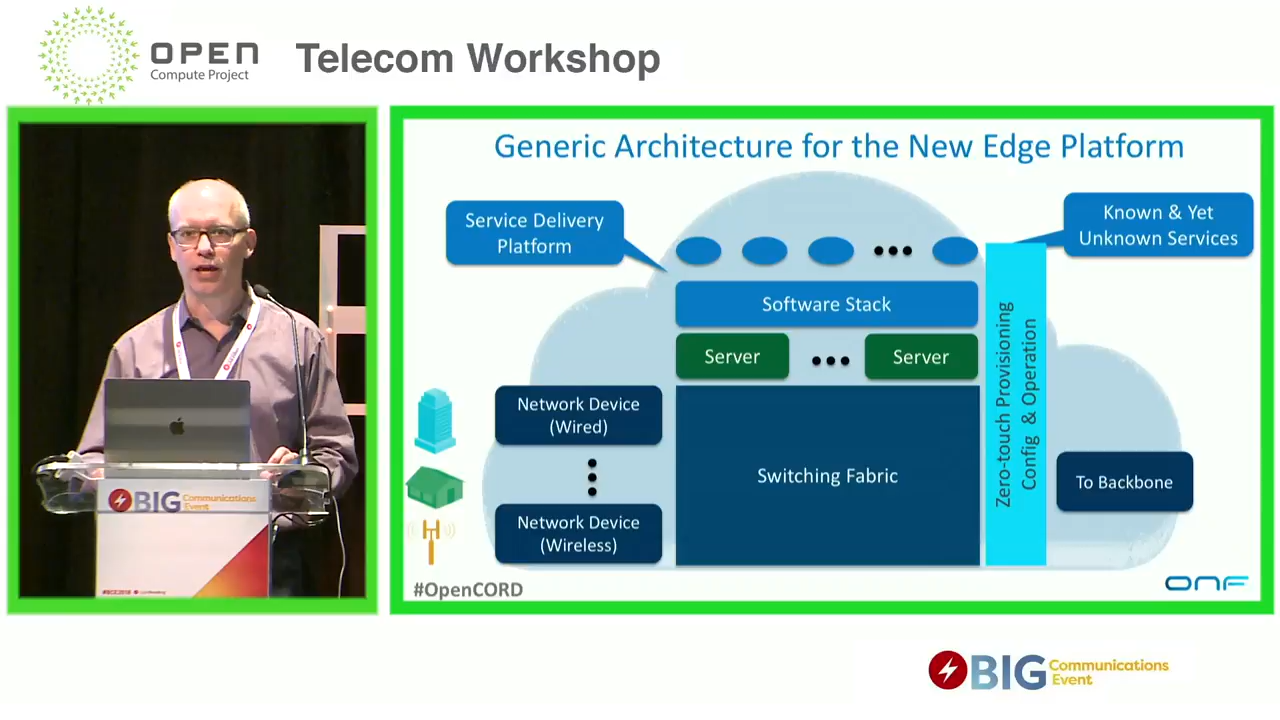 OPEN
Compute Project
Telecom Workshop
Generic Architecture for the New Edge Platform
Service Delivery
Platform
Known & Yet
Unknown Services
Software Stack
Server
Server
Network Device
(Wired)
Switching Fabric
Zero-touch Provisioning
Config & Operation
To Backbone
Network Device
(Wireless)
#OpenCORD
ONF
BIG
Communications
Event
#BCE2018
BIG
Communications
Event